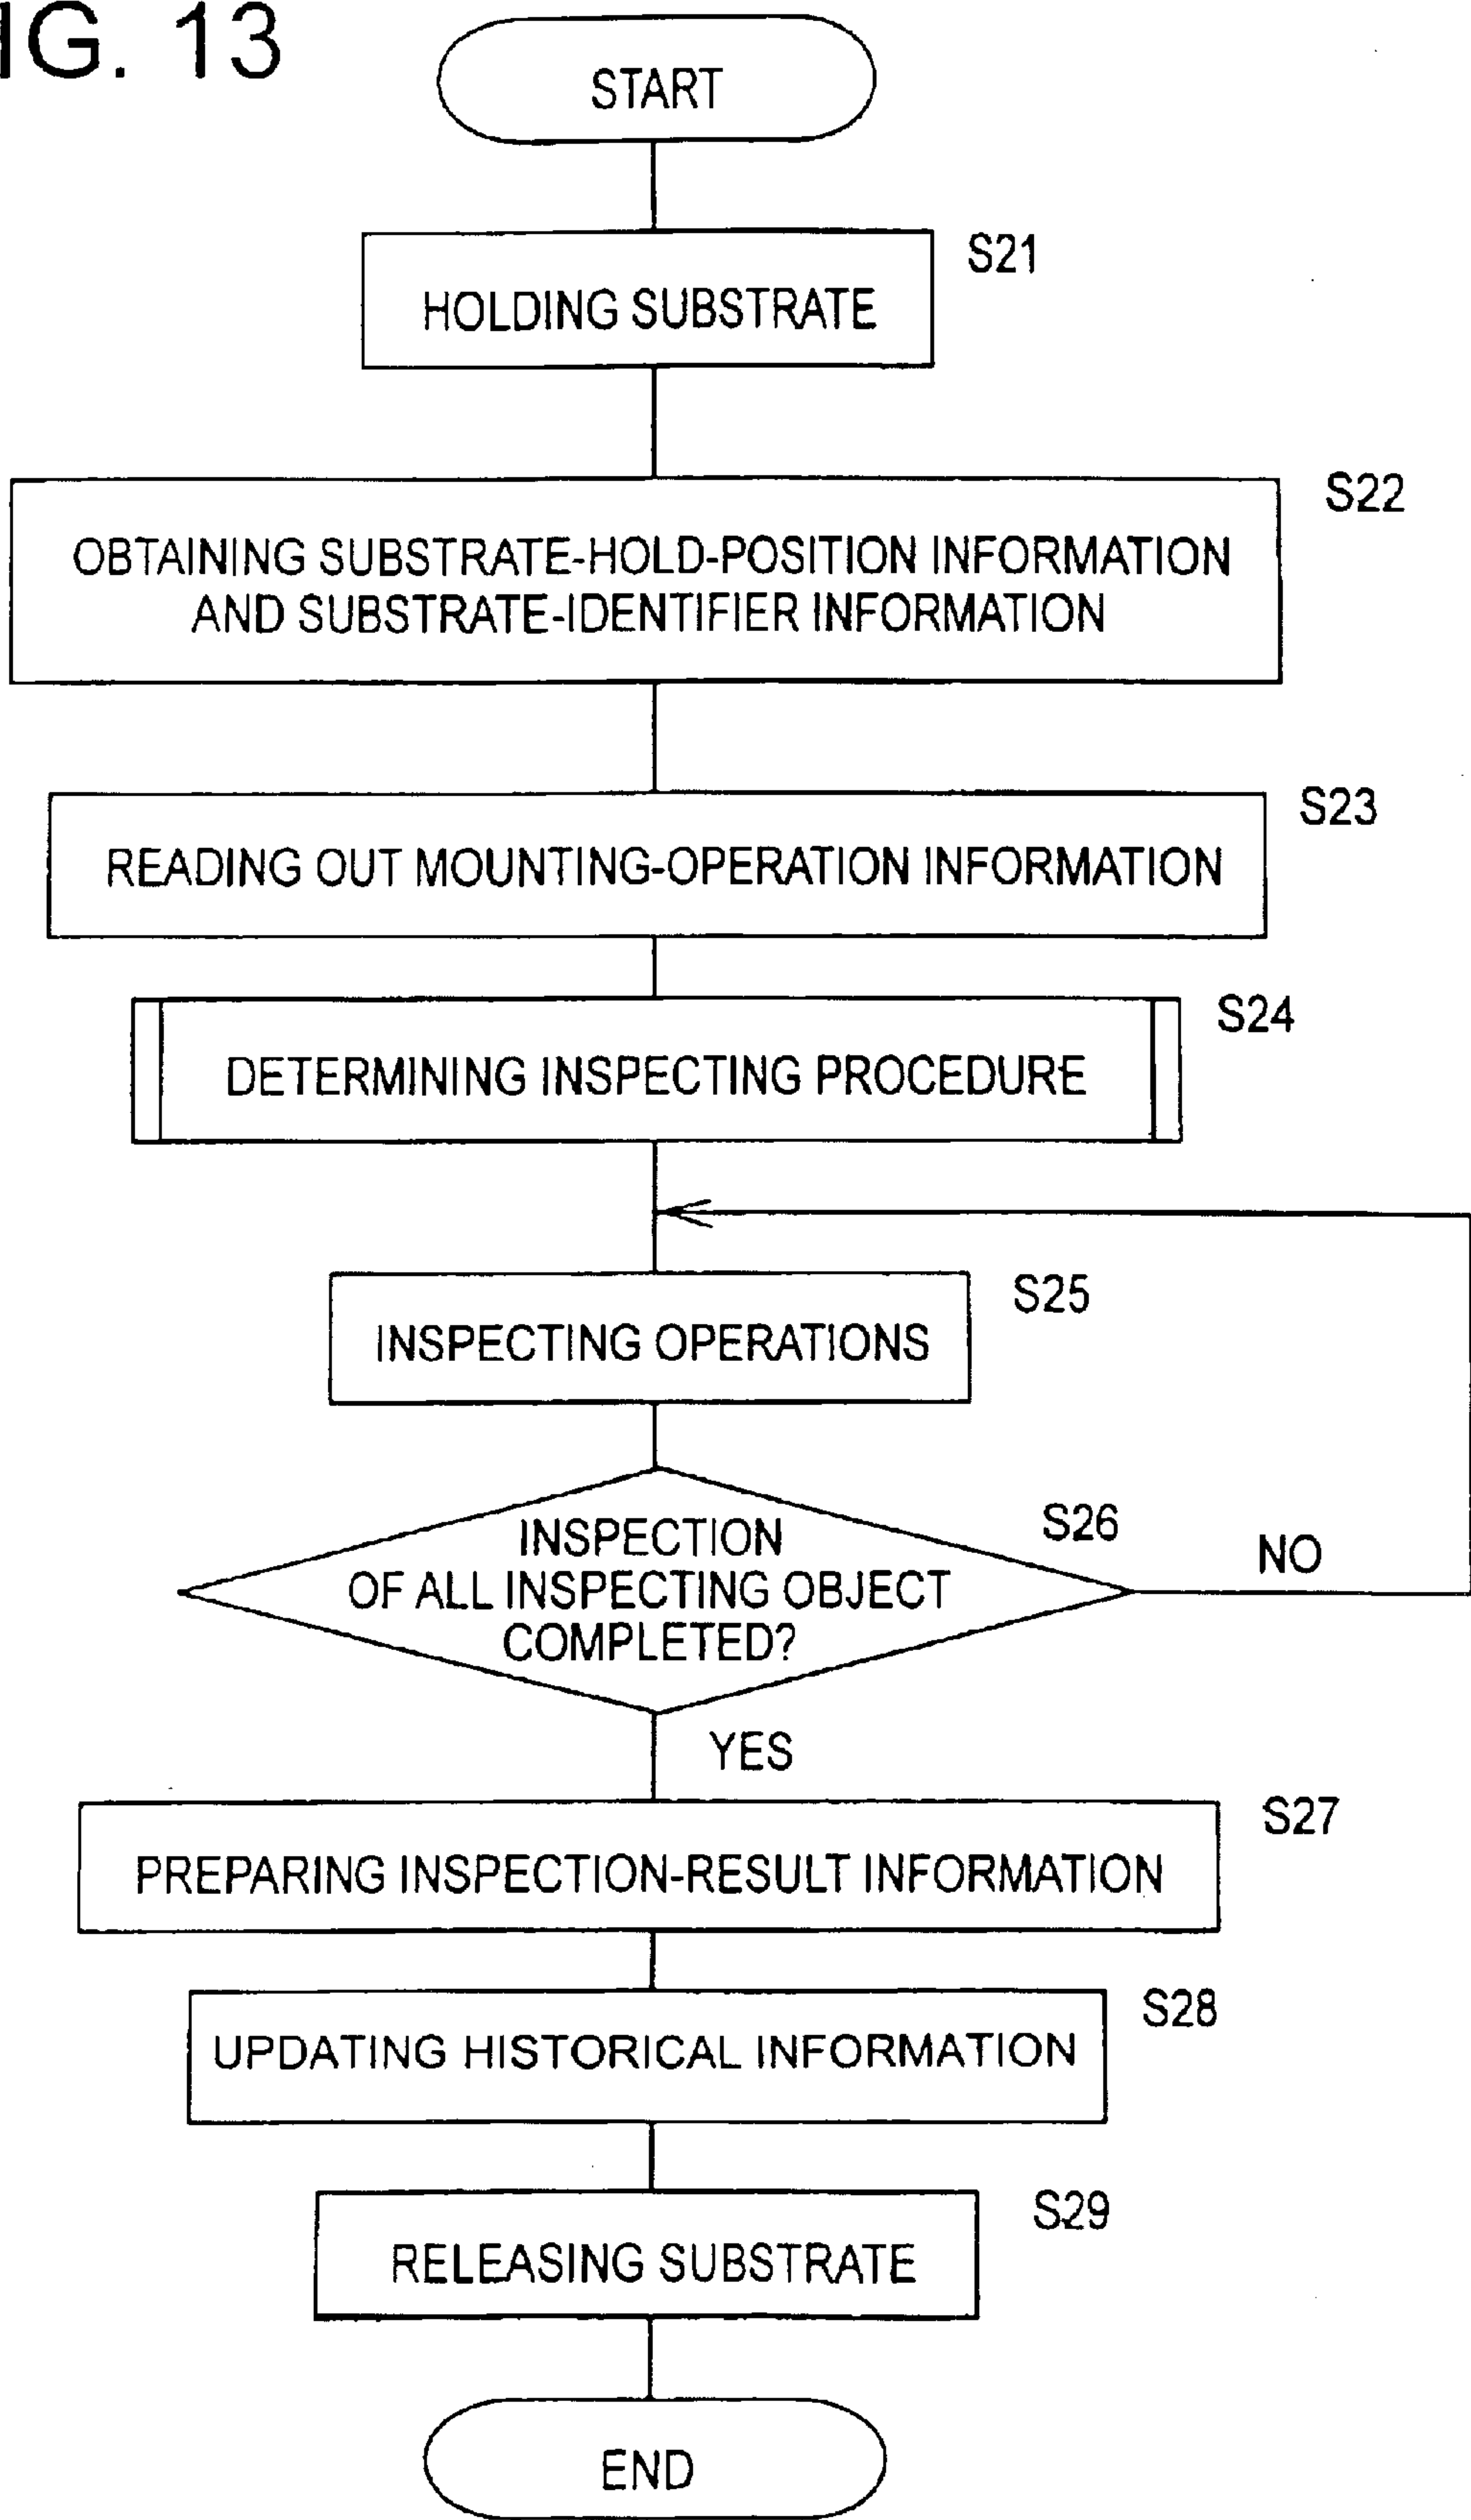 IG. 13
START
S21
HOLDING SUBSTRATE
S22
OBTAINING SUBSTRATE-HOLD-POSITION INFORMATION
AND SUBSTRATE-IDENTIFIER INFORMATION
S23
READING OUT MOUNTING-OPERATION INFORMATION
S24
DETERMINING INSPECTING PROCEDURE
S25
INSPECTING OPERATIONS
S26
INSPECTION
OF ALL INSPECTING OBJECT
COMPLETED?
NO
YES
S27
PREPARING INSPECTION-RESULT INFORMATION
S28
UPDATING HISTORICAL INFORMATION
S29
RELEASING SUBSTRATE
END